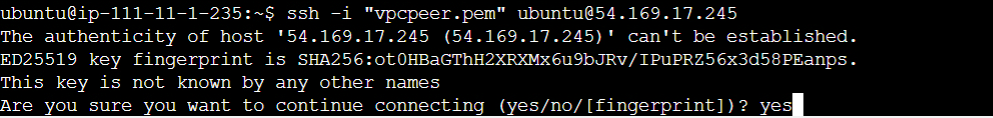 ubuntu@ip-111-11-1-235:~$ ssh -i "vpcpeer.pem" ubuntu@54.169.17.245
The authenticity of host '54.169.17.245 (54.169.17.245)' can't be established.
ED25519 key fingerprint is SHA256:ot0HBaGThH2XRXMx6u9bJRv/IPuPRZ56x3d58PEanps.
This key is not known by any other names
Are you sure you want to continue connecting (yes/no/[fingerprint])? yes